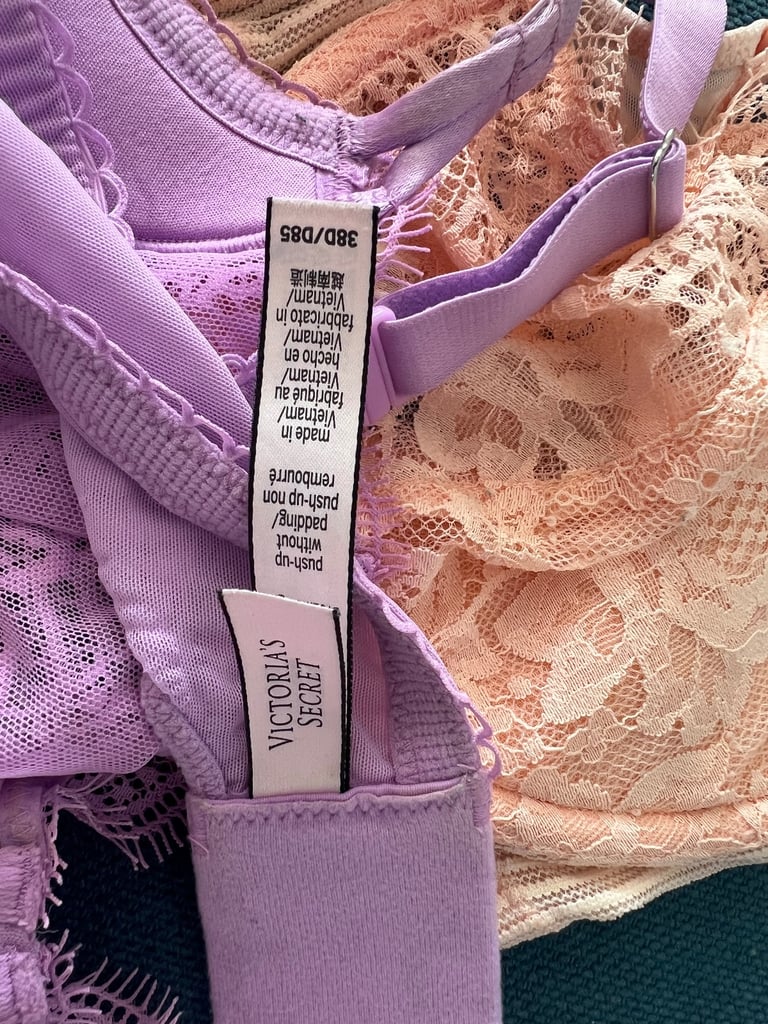 VICTORIA'S
SECRET
push-up
without
padding/
push-up non
rembourré
made in
Vietnam/
fabriqué au
Vietnam/
hecho en
Vietnam/
fabbricato in
Vietnam/
越南制造
38D/D85